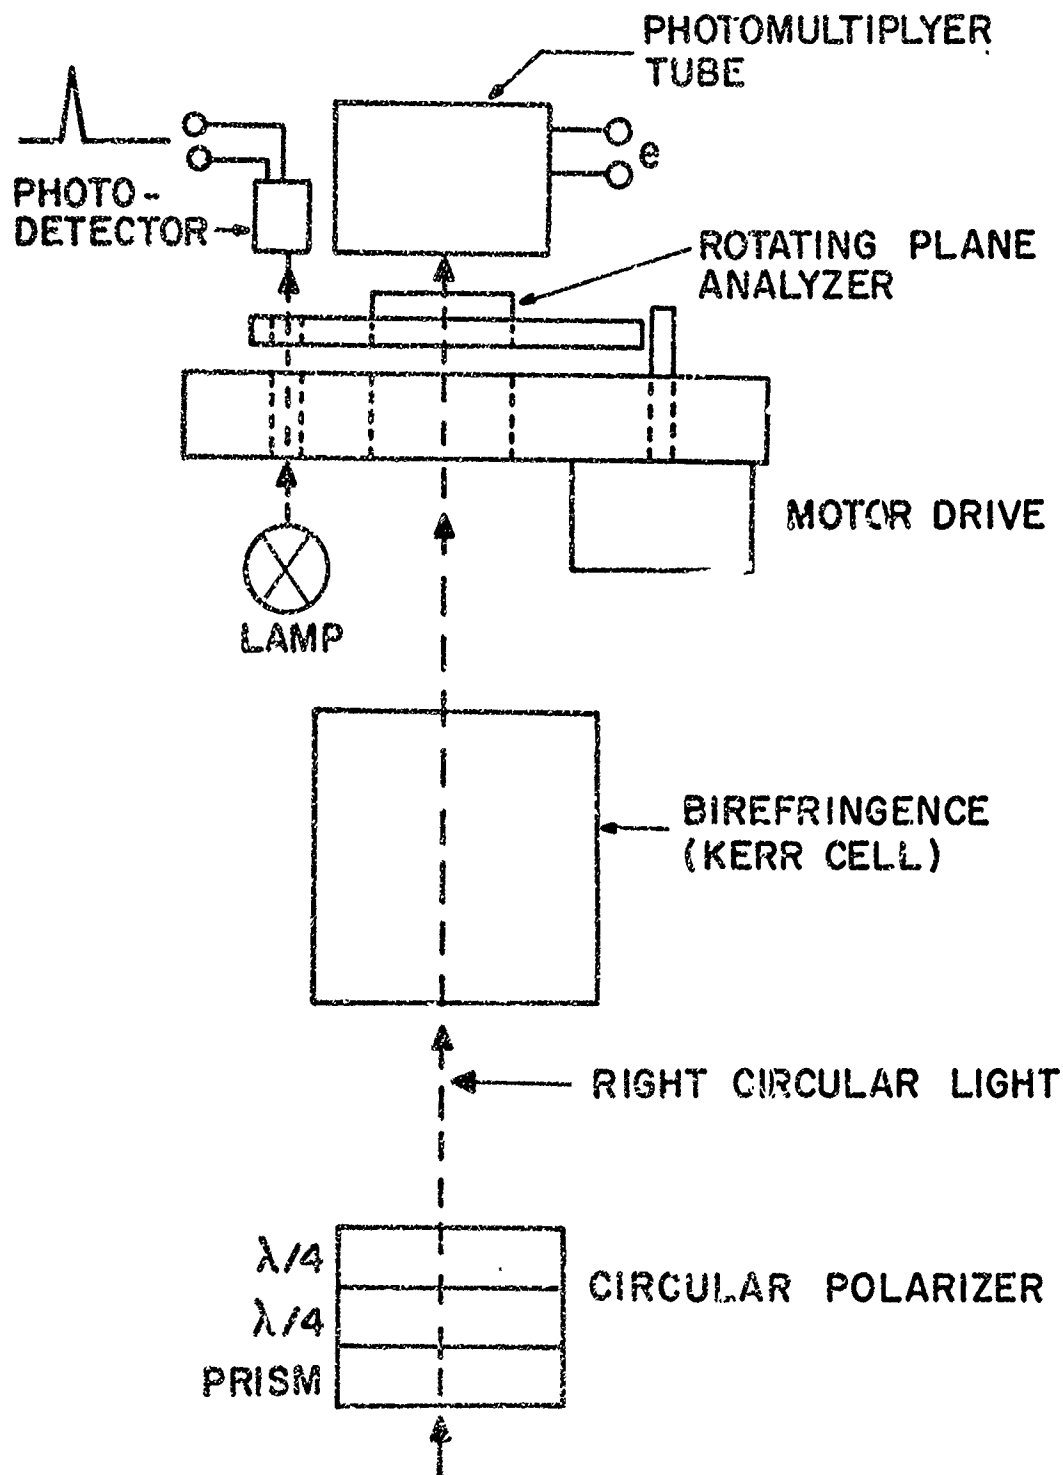 PHOTOMULTIPLYER
TUBE
e
PHOTO-
DETECTOR
ROTATING PLANE
ANALYZER
MOTOR DRIVE
LAMP
BIREFRINGENCE
(KERR CELL)
RIGHT CIRCULAR LIGHT
λ/4
CIRCULAR POLARIZER
λ/4
PRISM